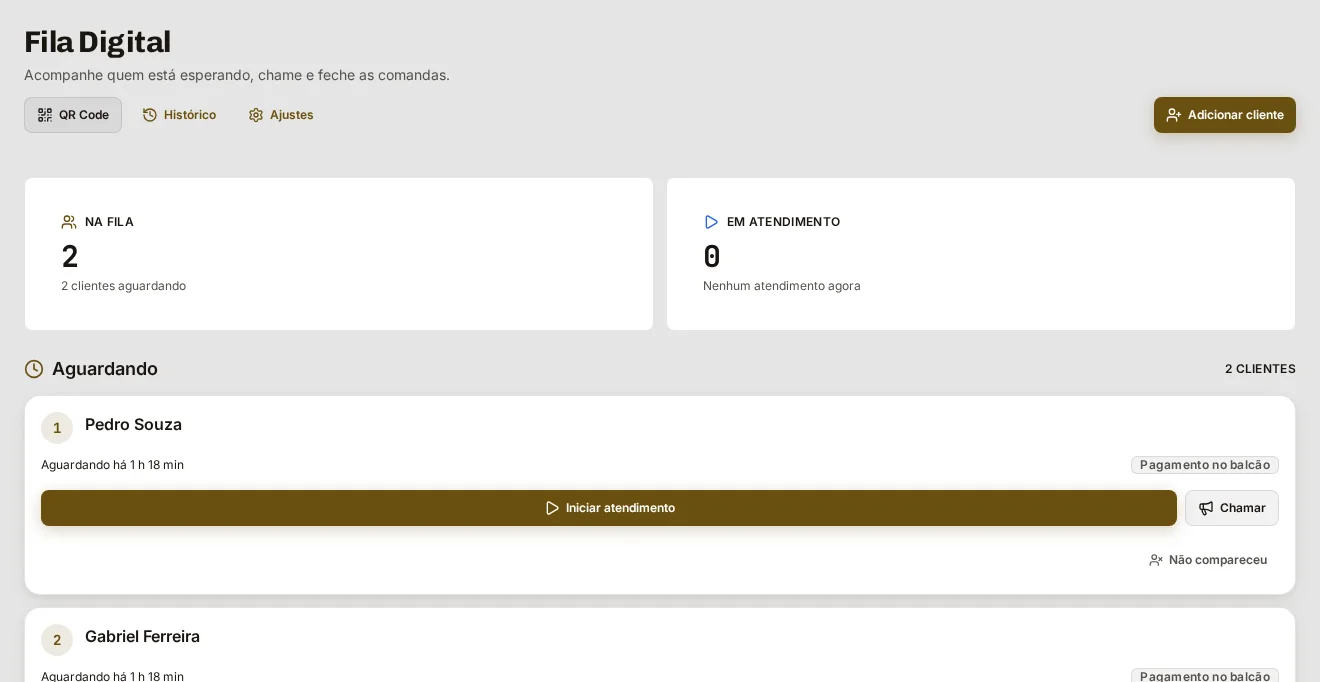 Fila Digital
Acompanhe quem está esperando, chame e feche as comandas.
QR Code
Histórico
Ajustes
Adicionar cliente
NA FILA
2
2 clientes aguardando
EM ATENDIMENTO
0
Nenhum atendimento agora
Aguardando
2 CLIENTES
1
Pedro Souza
Aguardando há 1 h 18 min
Pagamento no balcão
Iniciar atendimento
Chamar
Não compareceu
2
Gabriel Ferreira
Aguardando há 1 h 18 min
Pagamento no balcão